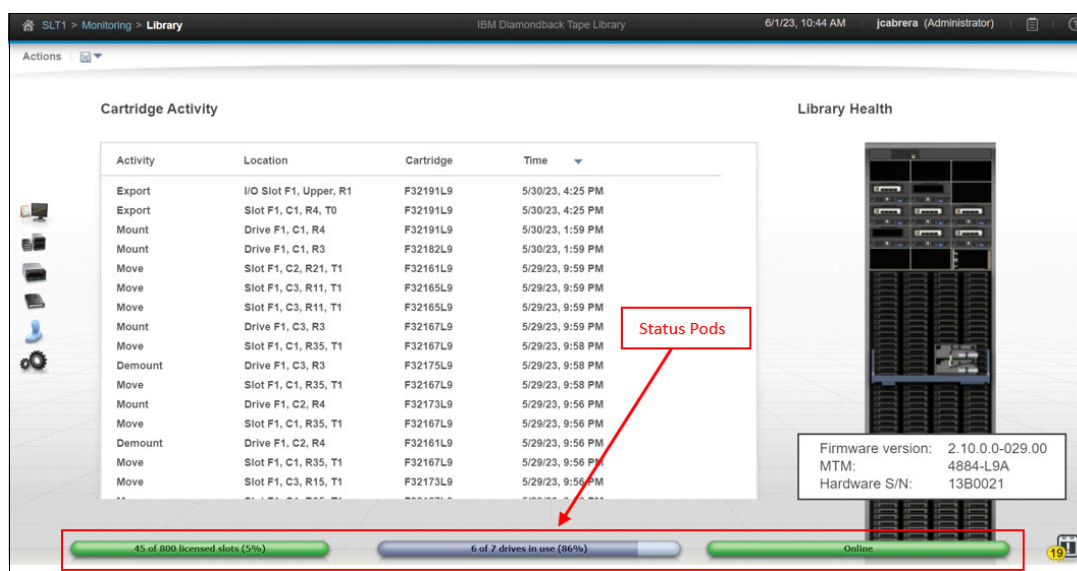 SLT1 > Monitoring > Library
IBM Diamondback Tape Library
6/1/23, 10:44 AM
jcabrera (Administrator)
Actions
Cartridge Activity
Library Health
Activity Location Cartridge Time
Export I/O Slot F1, Upper, R1 F32191L9 5/30/23, 4:25 PM
Export Slot F1, C1, R4, T0 F32191L9 5/30/23, 4:25 PM
Mount Drive F1, C1, R4 F32191L9 5/30/23, 1:59 PM
Mount Drive F1, C1, R3 F32182L9 5/30/23, 1:59 PM
Move Slot F1, C2, R21, T1 F32161L9 5/29/23, 9:59 PM
Move Slot F1, C3, R11, T1 F32165L9 5/29/23, 9:59 PM
Move Slot F1, C3, R11, T1 F32165L9 5/29/23, 9:59 PM
Mount Drive F1, C3, R3 F32167L9 5/29/23, 9:59 PM
Move Slot F1, C1, R35, T1 F32167L9 5/29/23, 9:58 PM
Demount Drive F1, C3, R3 F32175L9 5/29/23, 9:58 PM
Move Slot F1, C1, R35, T1 F32167L9 5/29/23, 9:58 PM
Mount Drive F1, C2, R4 F32173L9 5/29/23, 9:56 PM
Move Slot F1, C1, R35, T1 F32167L9 5/29/23, 9:56 PM
Demount Drive F1, C2, R4 F32161L9 5/29/23, 9:56 PM
Move Slot F1, C1, R35, T1 F32167L9 5/29/23, 9:56 PM
Move Slot F1, C3, R15, T1 F32173L9 5/29/23, 9:56 PM
Status Pods
Firmware version: 2.10.0.0-029.00
MTM: 4884-L9A
Hardware S/N: 13B0021
45 of 800 licensed slots (5%)
6 of 7 drives in use (86%)
Online
19